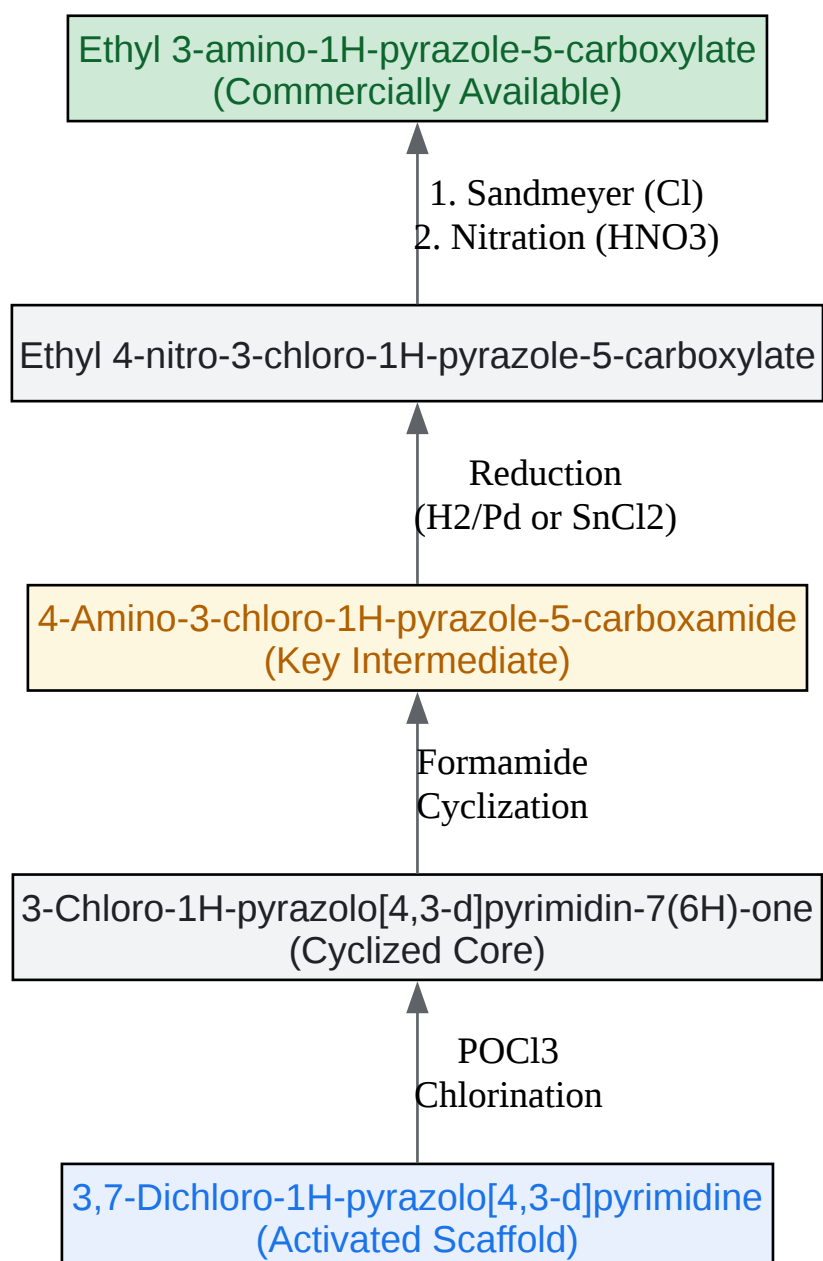 Ethyl 3-amino-1H-pyrazole-5-carboxylate
(Commercially Available)
1. Sandmeyer (Cl)
2. Nitration (HNO3)
Ethyl 4-nitro-3-chloro-1H-pyrazole-5-carboxylate
Reduction
(H2/Pd or SnCl2)
4-Amino-3-chloro-1H-pyrazole-5-carboxamide
(Key Intermediate)
Formamide
Cyclization
3-Chloro-1H-pyrazolo[4,3-d]pyrimidin-7(6H)-one
(Cyclized Core)
POCl3
Chlorination
3,7-Dichloro-1H-pyrazolo[4,3-d]pyrimidine
(Activated Scaffold)